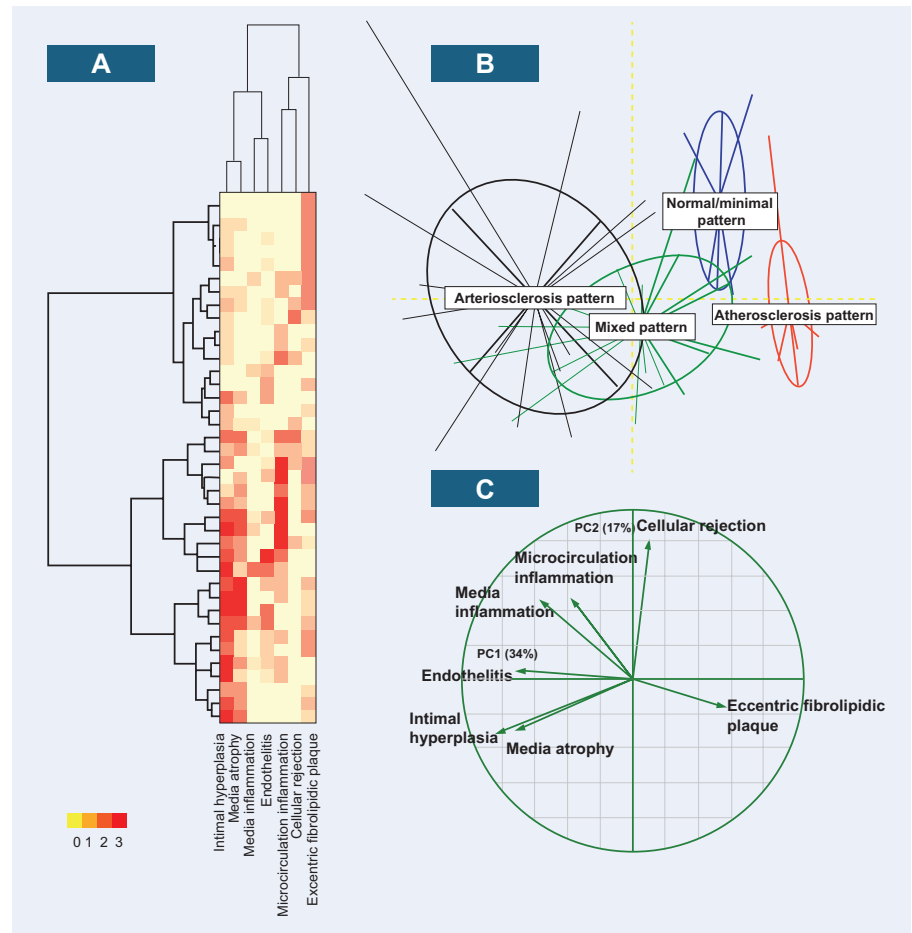 A
B
Normal/minimal
pattern
Arteriosclerosis pattern
Atherosclerosis pattern
Mixed pattern
C
PC2 (17%)
Cellular rejection
Microcirculation
inflammation
Media
inflammation
PC1 (34%)
Endothelitis
Eccentric fibrolipidic
plaque
Intimal
hyperplasia
Media atrophy
Intimal hyperplasia
Media atrophy
Media inflammation
Endothelitis
Microcirculation inflammation
Cellular rejection
Excentric fibrolipidic plaque
0 1 2 3